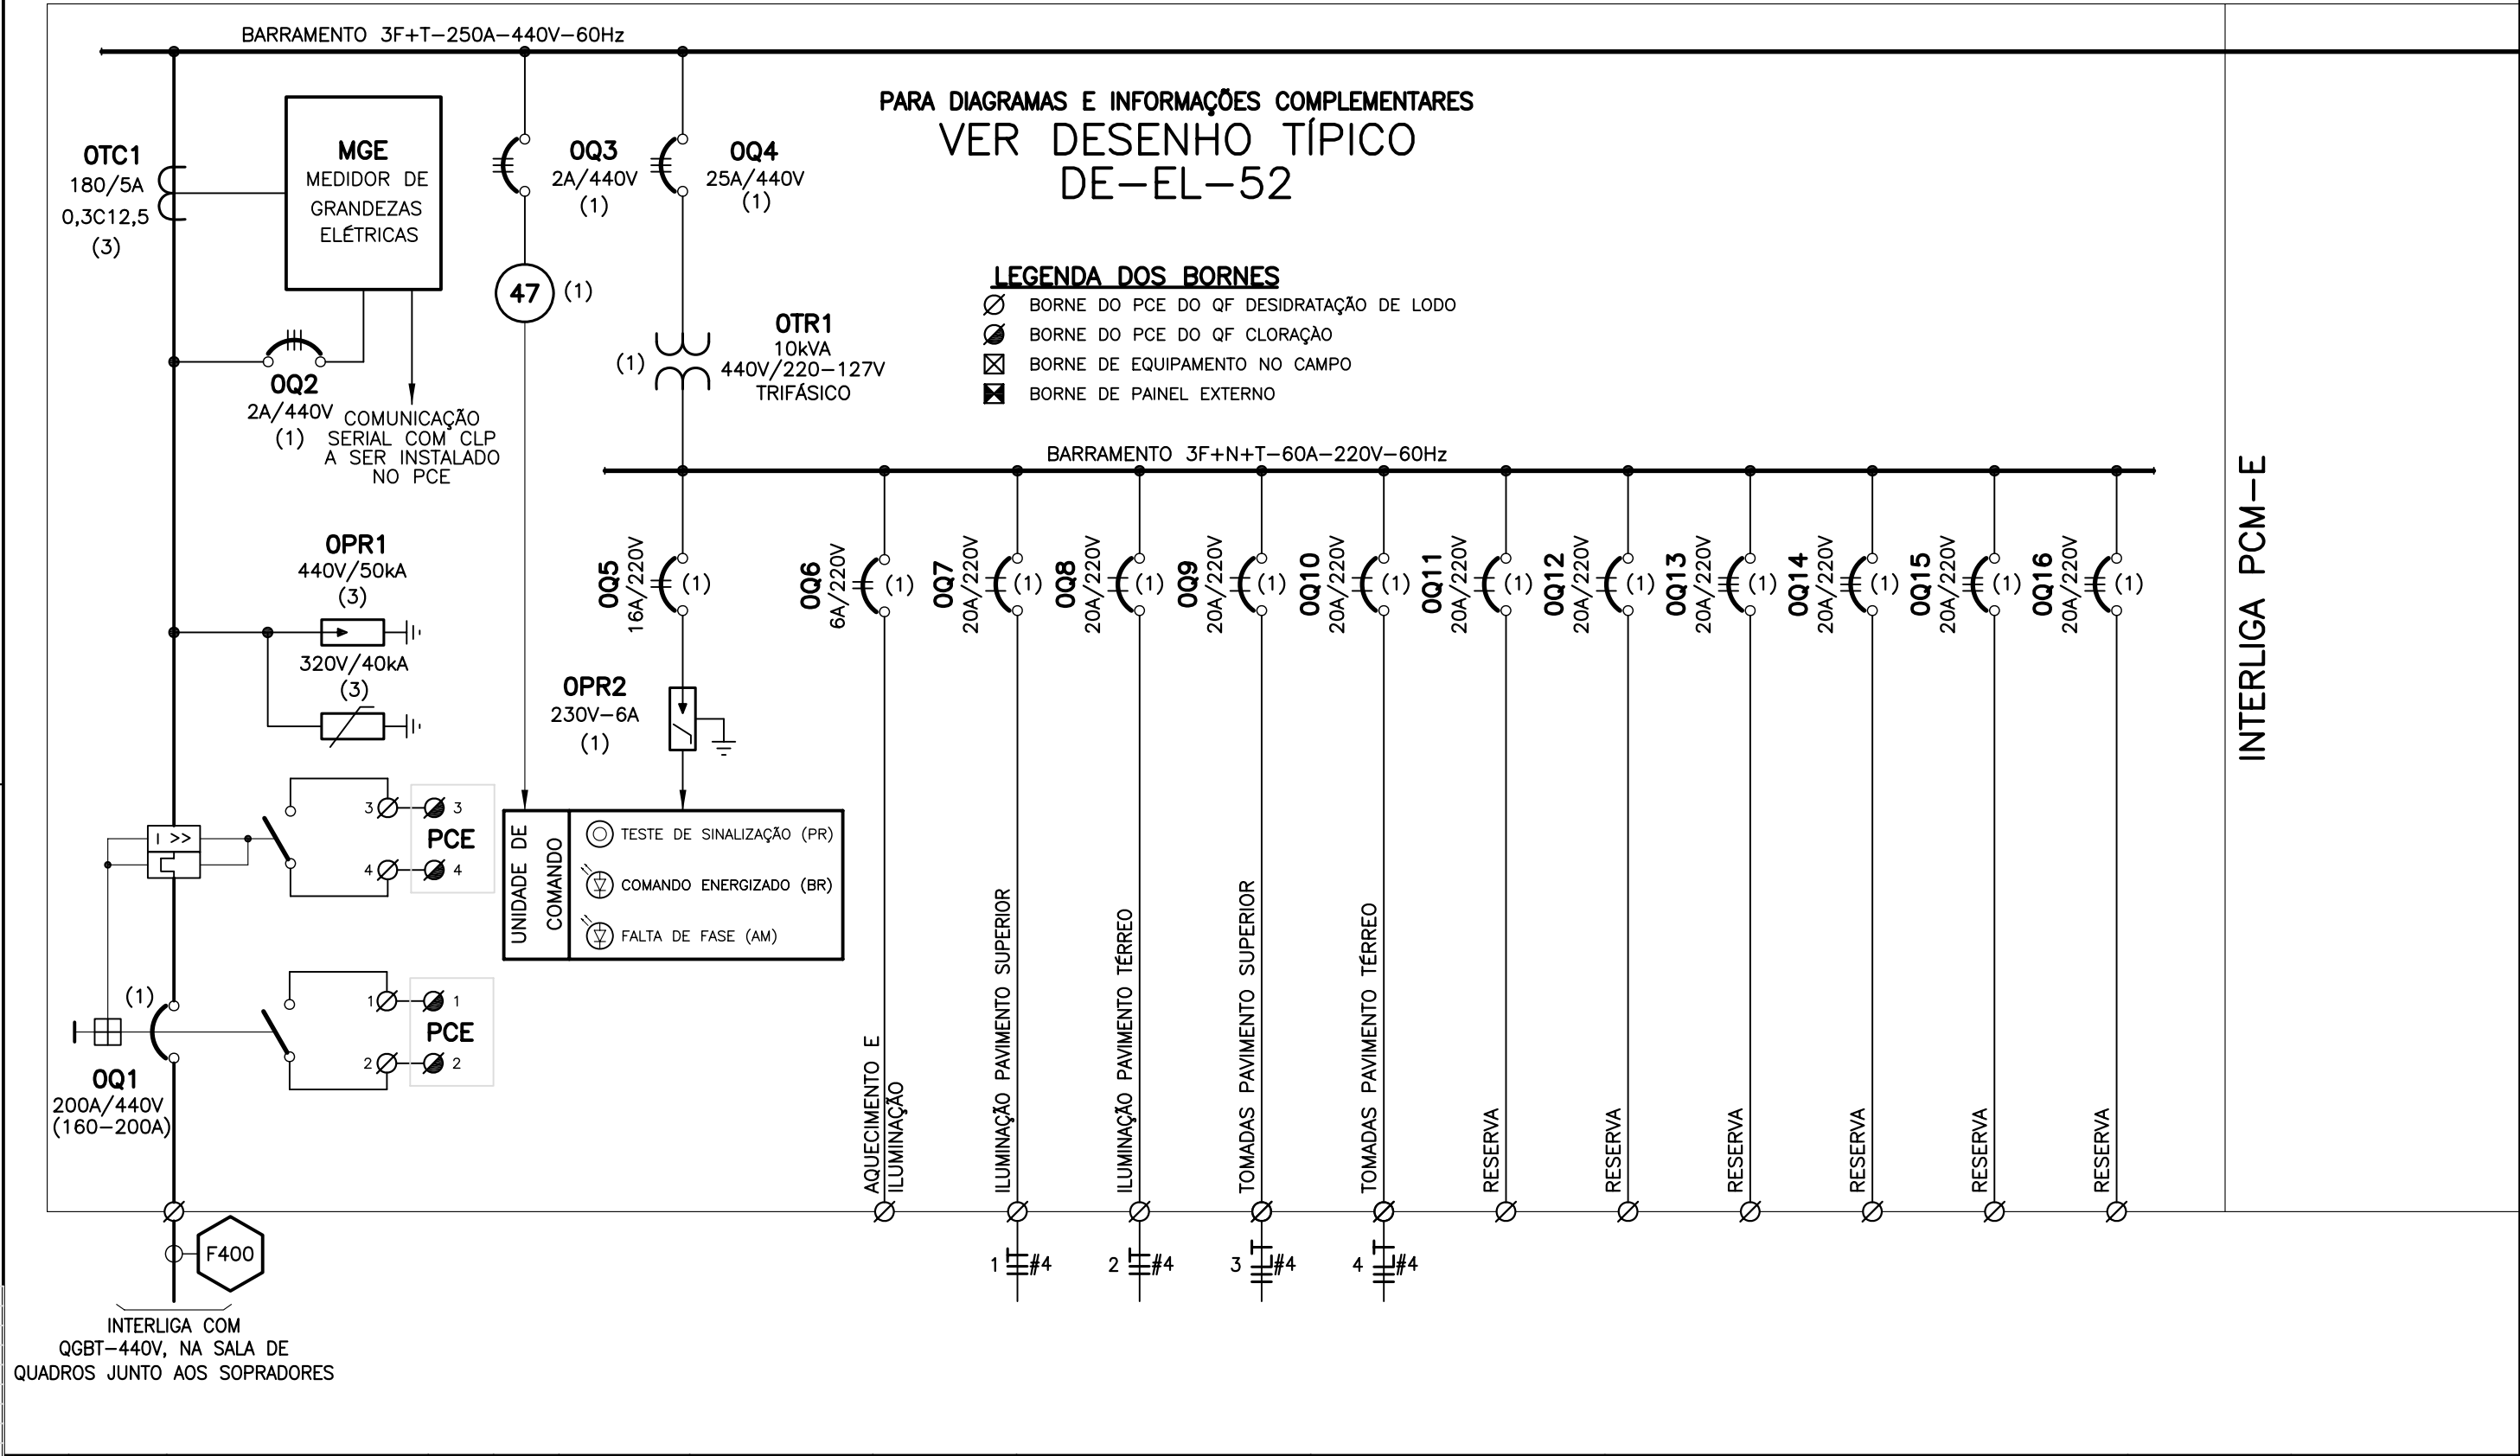 BARRAMENTO 3F+T-250A-440V-60Hz
PARA DIAGRAMAS E INFORMAÇÕES COMPLEMENTARES
VER DESENHO TÍPICO
DE-EL-52
0TC1
180/5A
0,3C12,5
(3)
MGE
MEDIDOR DE
GRANDEZAS
ELÉTRICAS
0Q3
2A/440V
(1)
0Q4
25A/440V
(1)
47
(1)
LEGENDA DOS BORNES
BORNE DO PCE DO QF DESIDRATAÇÃO DE LODO
BORNE DO PCE DO QF CLORAÇÃO
BORNE DE EQUIPAMENTO NO CAMPO
BORNE DE PAINEL EXTERNO
(1)
0TR1
10kVA
440V/220-127V
TRIFÁSICO
0Q2
2A/440V
(1)
COMUNICAÇÃO
SERIAL COM CLP
A SER INSTALADO
NO PCE
BARRAMENTO 3F+N+T-60A-220V-60Hz
INTERLIGA PCM-E
0PR1
440V/50kA
(3)
320V/40kA
(3)
0Q5
16A/220V
(1)
0Q6
6A/220V
(1)
0Q7
20A/220V
(1)
0Q8
20A/220V
(1)
0Q9
20A/220V
(1)
0Q10
20A/220V
(1)
0Q11
20A/220V
(1)
0Q12
20A/220V
(1)
0Q13
20A/220V
(1)
0Q14
20A/220V
(1)
0Q15
20A/220V
(1)
0Q16
20A/220V
(1)
0PR2
230V-6A
(1)
I >>
3
3
PCE
4
4
UNIDADE DE
COMANDO
TESTE DE SINALIZAÇÃO (PR)
COMANDO ENERGIZADO (BR)
FALTA DE FASE (AM)
(1)
1
1
PCE
2
2
0Q1
200A/440V
(160-200A)
AQUECIMENTO E
ILUMINAÇÃO
ILUMINAÇÃO PAVIMENTO SUPERIOR
ILUMINAÇÃO PAVIMENTO TÉRREO
TOMADAS PAVIMENTO SUPERIOR
TOMADAS PAVIMENTO TÉRREO
RESERVA
RESERVA
RESERVA
RESERVA
RESERVA
RESERVA
F400
1 #4
2 #4
3 #4
4 #4
INTERLIGA COM
QGBT-440V, NA SALA DE
QUADROS JUNTO AOS SOPRADORES